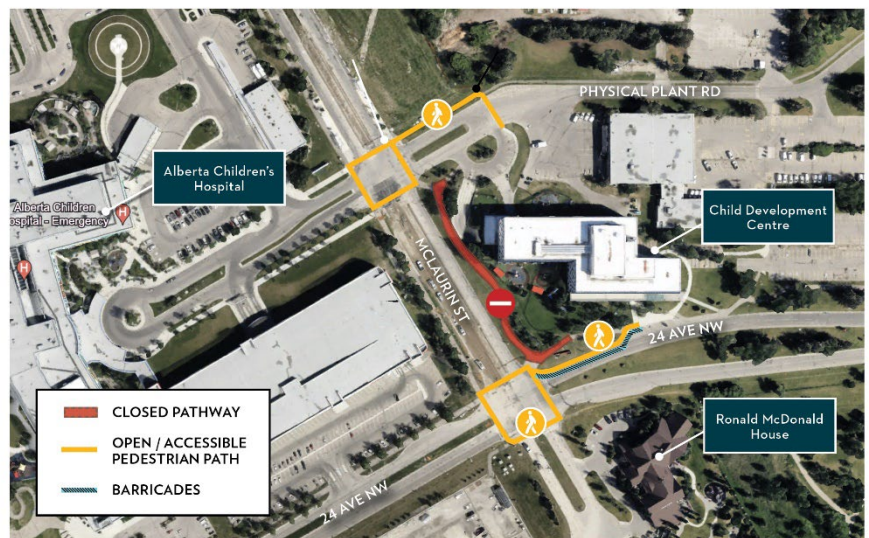 PHYSICAL PLANT RD
Alberta Children's
Hospital
Alberta Children
ospital - Emergency
H
H
Child Development
Centre
MCLAURIN ST
24 AVE NW
Ronald McDonald
House
CLOSED PATHWAY
OPEN / ACCESSIBLE
PEDESTRIAN PATH
BARRICADES
24 AVE NW